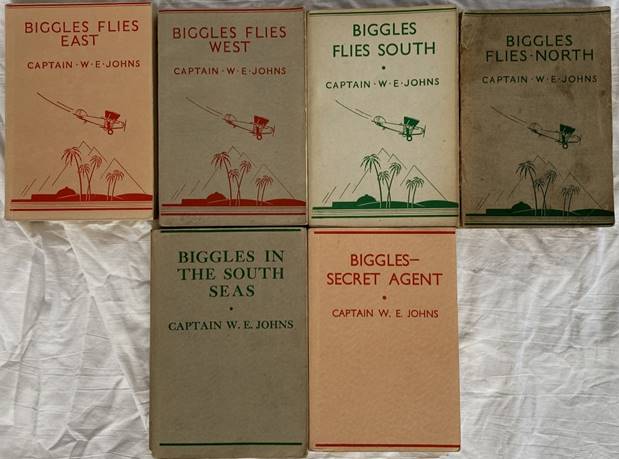 BIGGLES FLIES
EAST
CAPTAIN·W·E·JOHNS
BIGGLES FLIES
WEST
CAPTAIN·W·E·JOHNS
BIGGLES
FLIES SOUTH
•
CAPTAIN·W·E·JOHNS
BIGGLES
FLIES·NORTH
CAPTAIN·W·E·JOHNS
BIGGLES IN
THE SOUTH
SEAS
•
CAPTAIN W. E. JOHNS
BIGGLES—
SECRET AGENT
•
CAPTAIN W. E. JOHNS